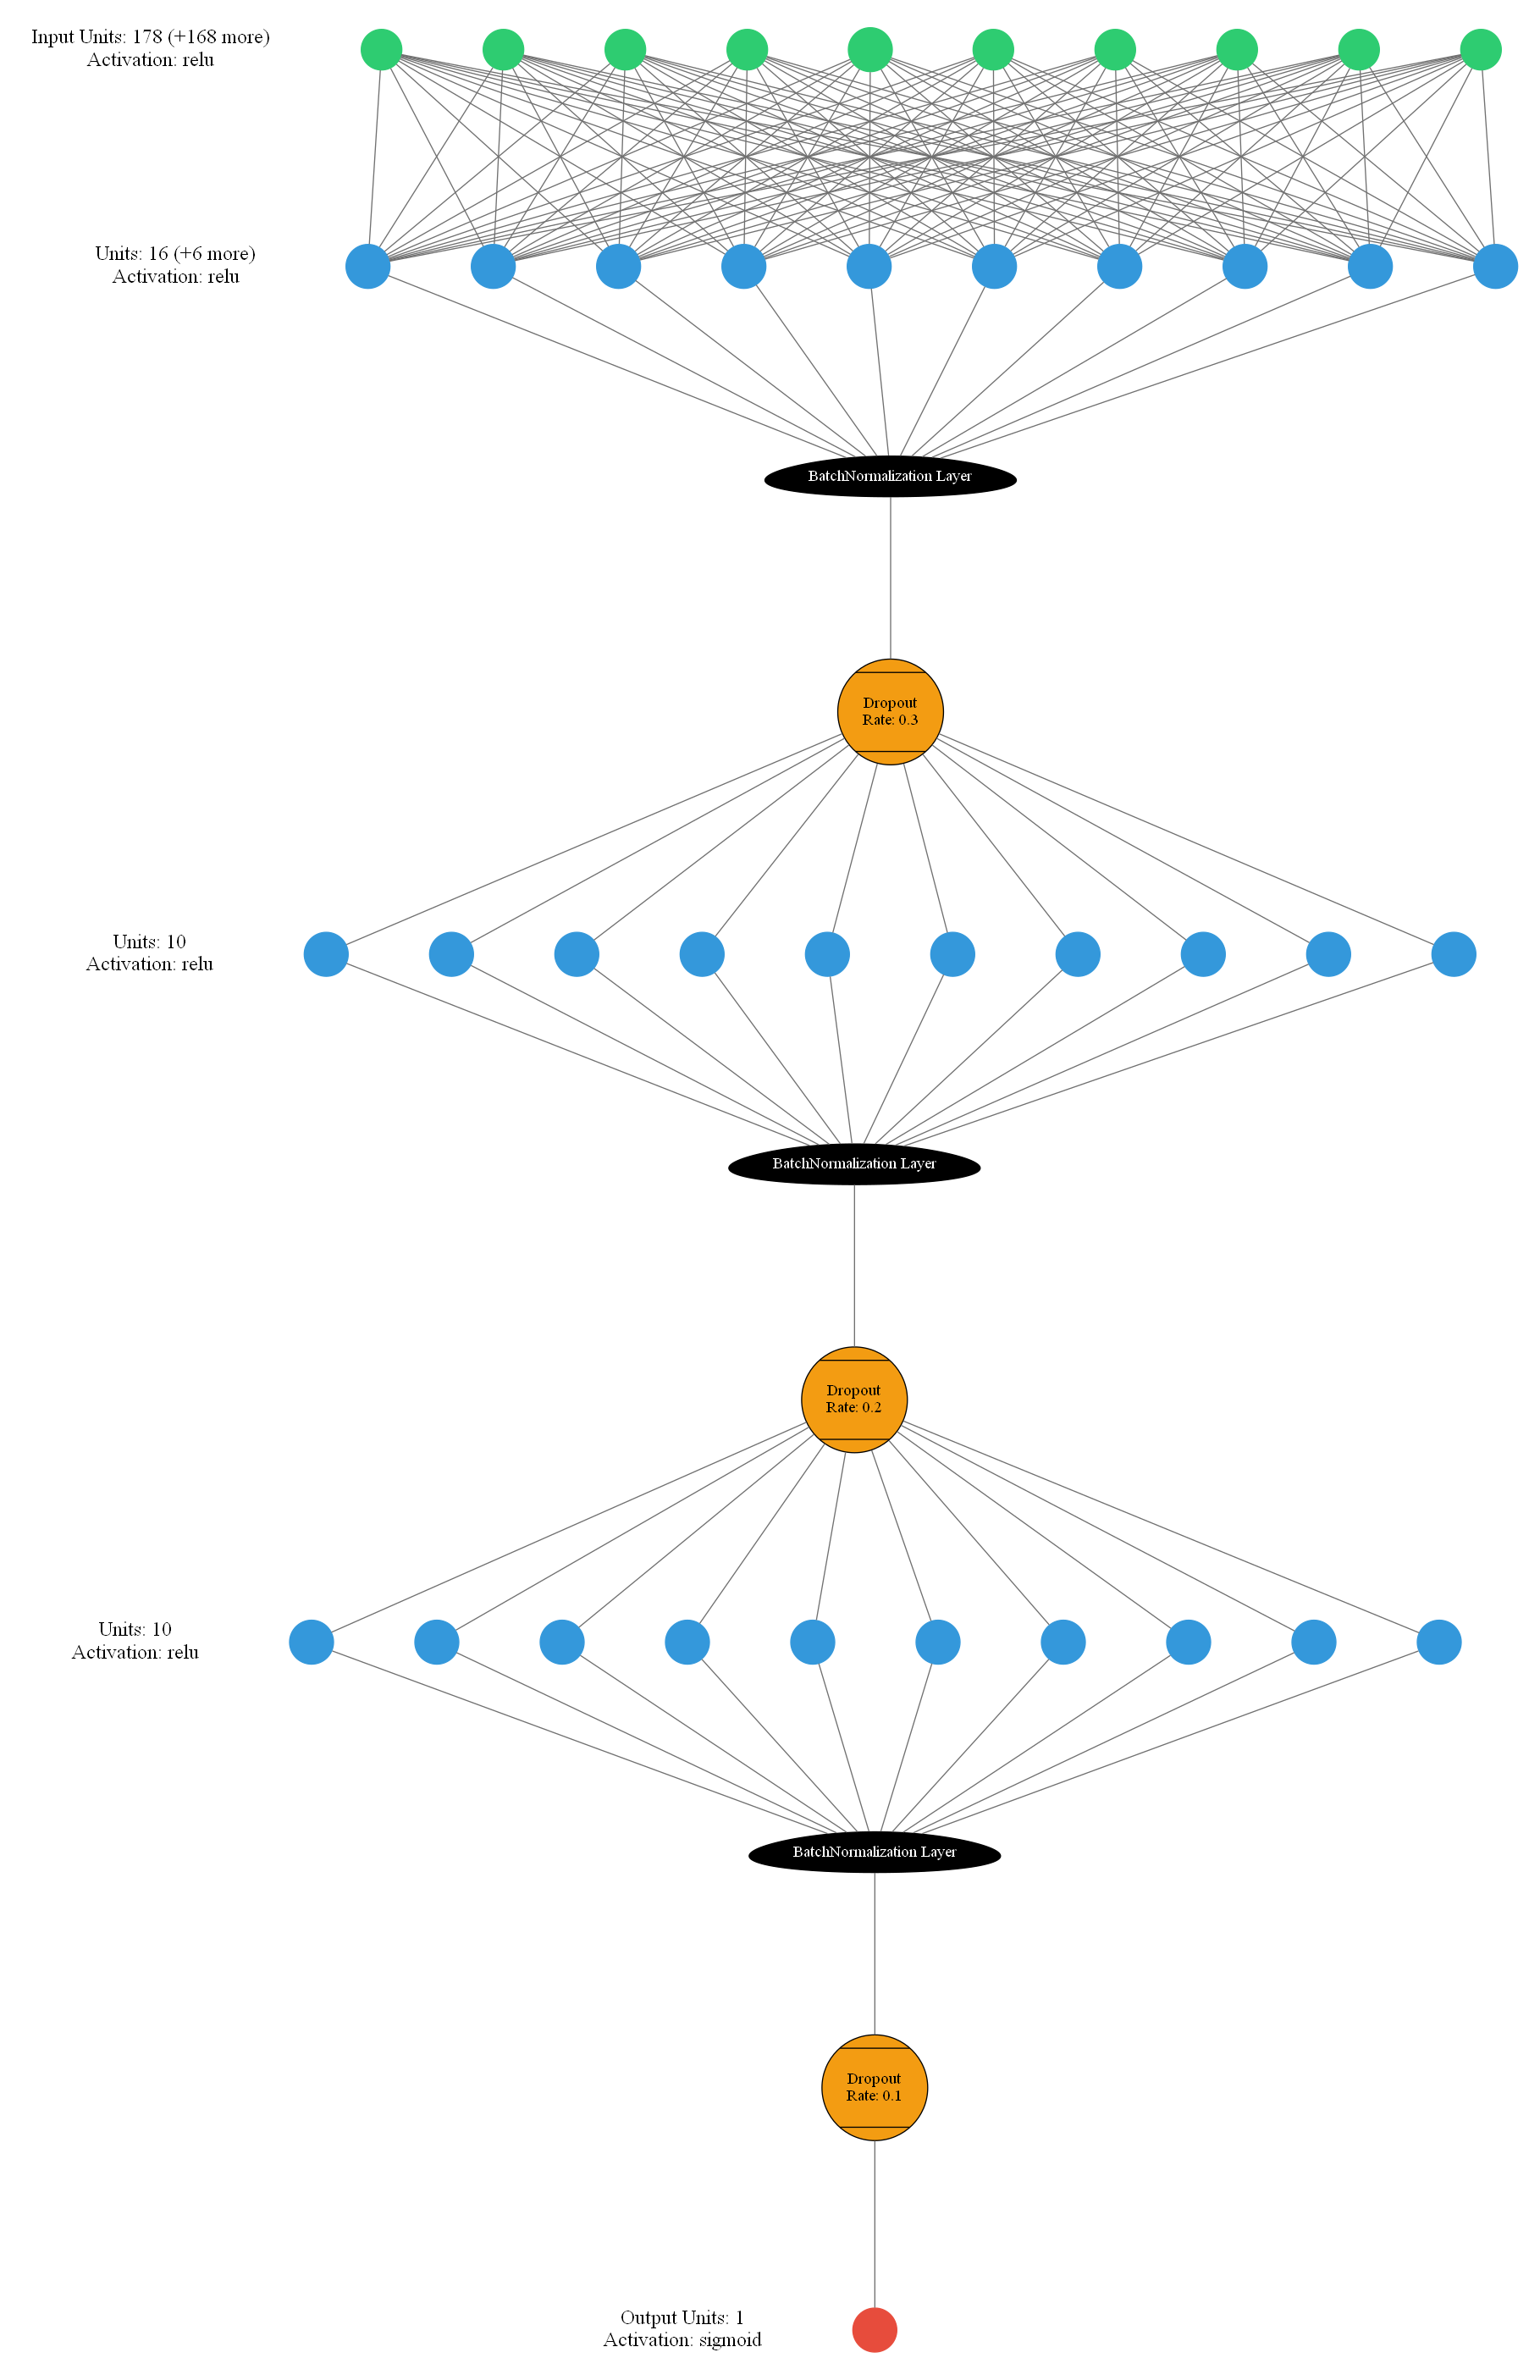 Input Units: 178 (+168 more)
Activation: relu
Units: 16 (+6 more)
Activation: relu
BatchNormalization Layer
Dropout
Rate: 0.3
Units: 10
Activation: relu
BatchNormalization Layer
Dropout
Rate: 0.2
Units: 10
Activation: relu
BatchNormalization Layer
Dropout
Rate: 0.1
Output Units: 1
Activation: sigmoid